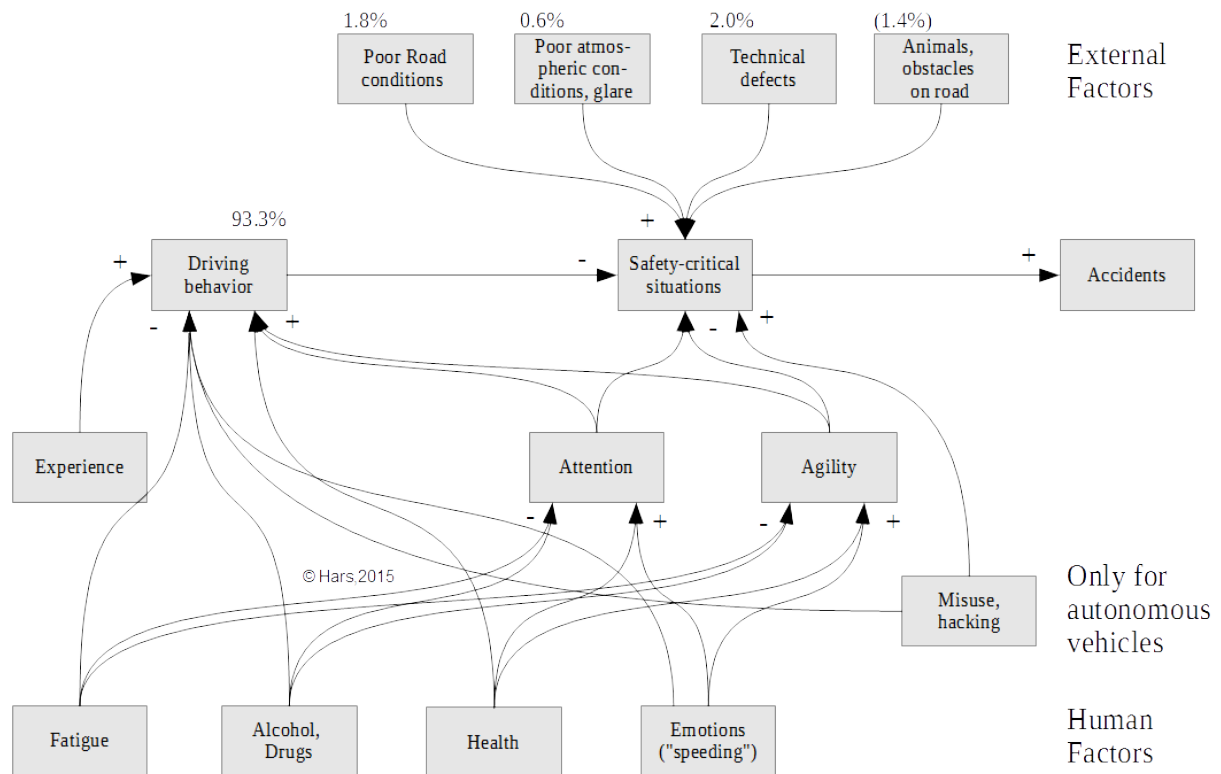 1.8%
0.6%
2.0%
(1.4%)
Poor Road
conditions
Poor atmos-
pheric con-
ditions, glare
Technical
defects
Animals,
obstacles
on road
External
Factors
93.3%
+
+
Driving
behavior
-
Safety-critical
situations
+
Accidents
-
+
-
+
Experience
Attention
Agility
-
+
-
+
© Hars 2015
Misuse,
hacking
Only for
autonomous
vehicles
Fatigue
Alcohol,
Drugs
Health
Emotions
("speeding")
Human
Factors